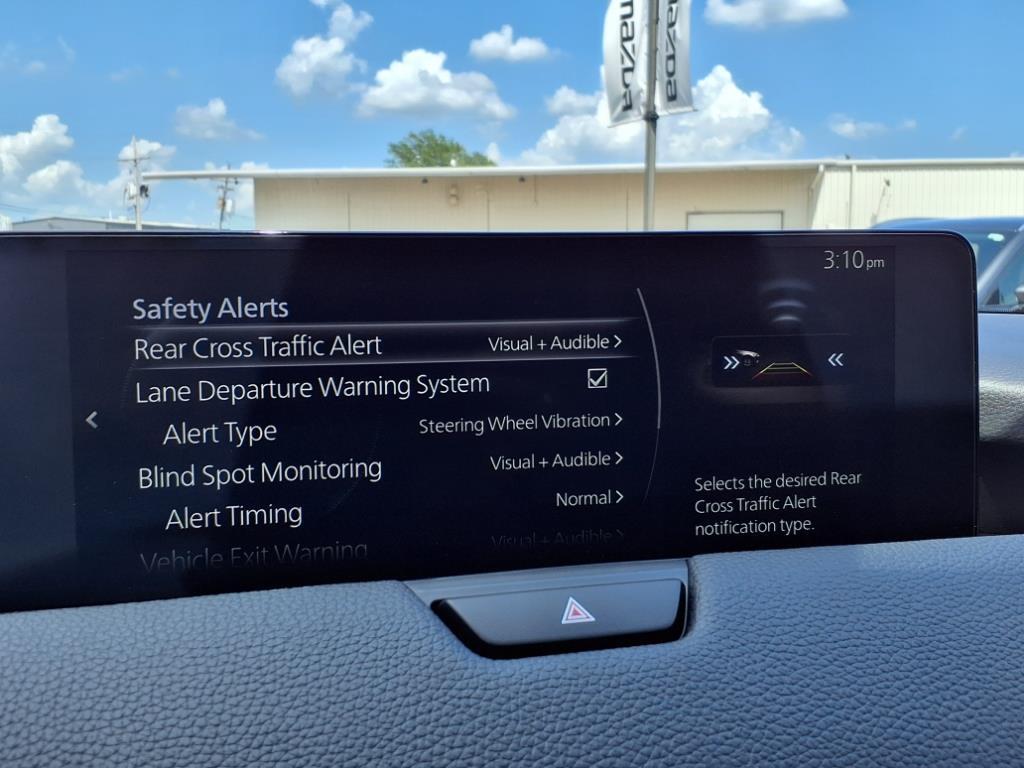 mazda
mazda
3:10pm
Safety Alerts
Rear Cross Traffic Alert Visual + Audible >
Lane Departure Warning System
Alert Type Steering Wheel Vibration >
Blind Spot Monitoring Visual + Audible >
Alert Timing Normal >
Vehicle Exit Warning Visual + Audible >
Selects the desired Rear
Cross Traffic Alert
notification type.